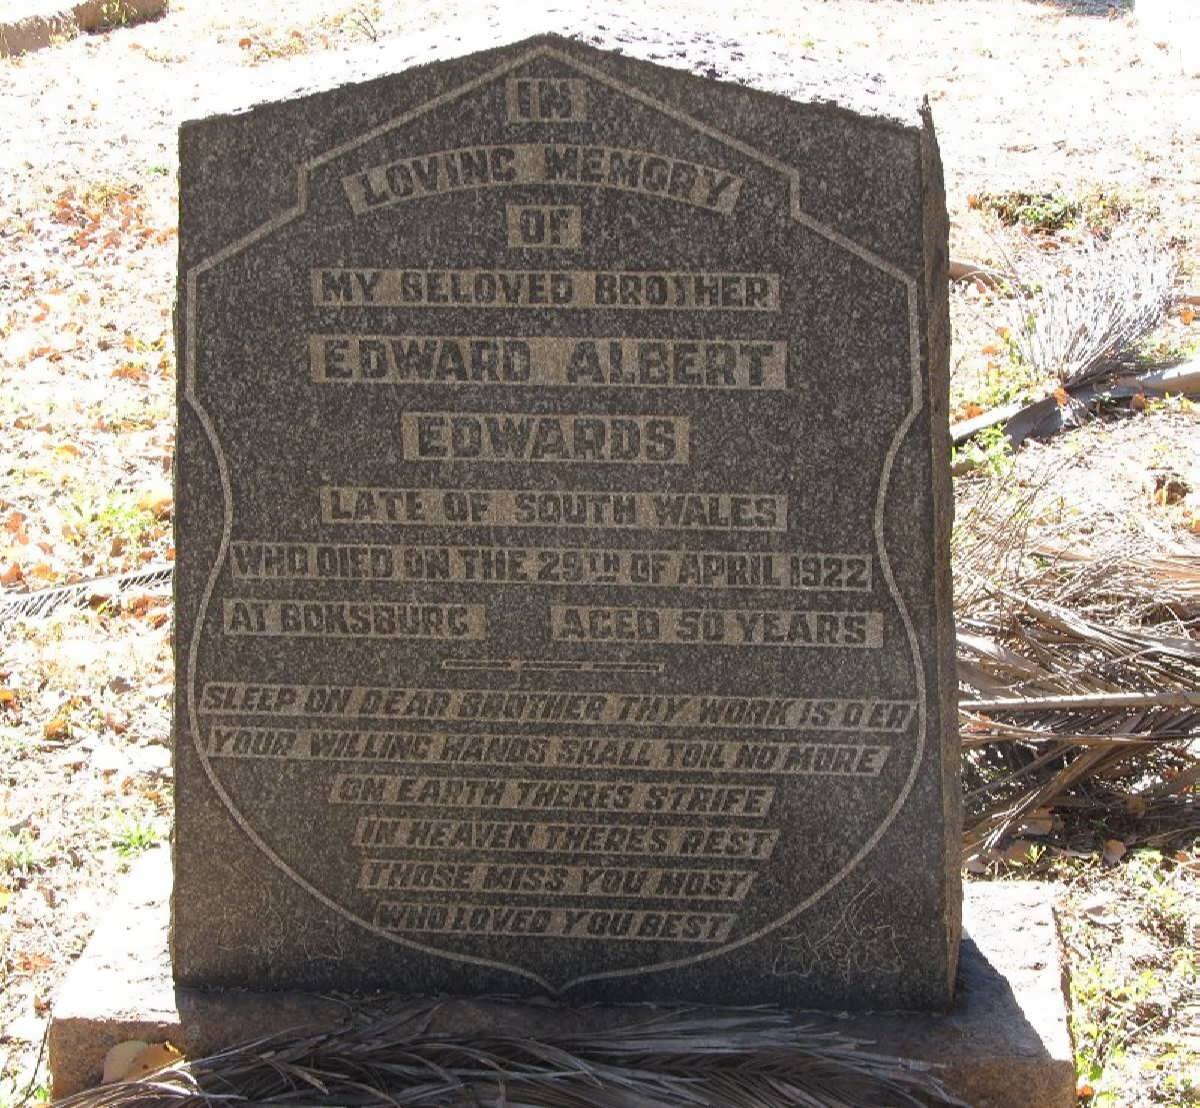 IN
LOVING MEMORY
OF
MY BELOVED BROTHER
EDWARD ALBERT
EDWARDS
LATE OF SOUTH WALES
WHO DIED ON THE 29TH OF APRIL 1922
AT BOKSBURG AGED 50 YEARS
SLEEP ON DEAR BROTHER THY WORK IS O ER
YOUR WILLING HANDS SHALL TOIL NO MORE
ON EARTH THERES STRIFE
IN HEAVEN THERES REST
THOSE MISS YOU MOST
WHO LOVED YOU BEST